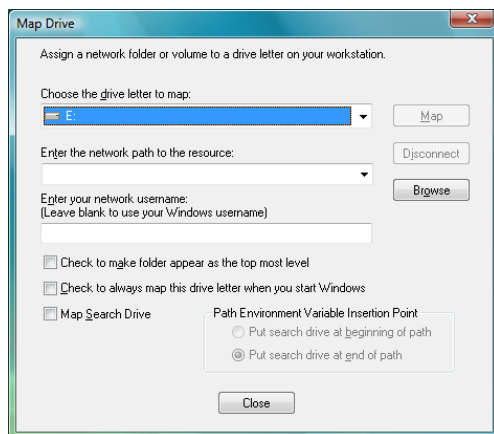 Map Drive
Assign a network folder or volume to a drive letter on your workstation.
Choose the drive letter to map:
E:
Map
Enter the network path to the resource:
Disconnect
Browse
Enter your network username:
(Leave blank to use your Windows username)
Check to make folder appear as the top most level
Check to always map this drive letter when you start Windows
Map Search Drive
Path Environment Variable Insertion Point
Put search drive at beginning of path
Put search drive at end of path
Close